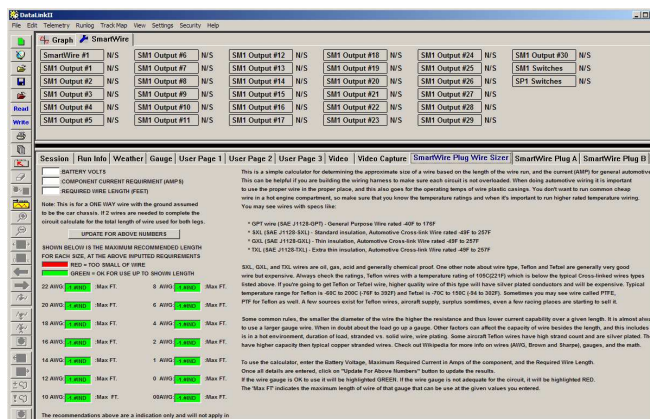 DataLinkII
File Edit Telemetry Runlog Track Map View Settings Security Help
Graph SmartWire
SmartWire #1 N/S SM1 Output #6 N/S SM1 Output #12 N/S SM1 Output #18 N/S SM1 Output #24 N/S SM1 Output #30 N/S
SM1 Output #1 N/S SM1 Output #7 N/S SM1 Output #13 N/S SM1 Output #19 N/S SM1 Output #25 N/S SM1 Switches N/S
SM1 Output #2 N/S SM1 Output #8 N/S SM1 Output #14 N/S SM1 Output #20 N/S SM1 Output #26 N/S SP1 Switches N/S
SM1 Output #3 N/S SM1 Output #9 N/S SM1 Output #15 N/S SM1 Output #21 N/S SM1 Output #27 N/S
SM1 Output #4 N/S SM1 Output #10 N/S SM1 Output #16 N/S SM1 Output #22 N/S SM1 Output #28 N/S
SM1 Output #5 N/S SM1 Output #11 N/S SM1 Output #17 N/S SM1 Output #23 N/S SM1 Output #29 N/S
Read
Write
Session Run Info Weather Gauge User Page 1 User Page 2 User Page 3 Video Video Capture SmartWire Plug Wire Sizer SmartWire Plug A SmartWire Plug B
BATTERY VOLTS
COMPONENT CURRENT REQUIRMENT (AMPS)
REQUIRED WIRE LENGTH (FEET)
Note: This is for a ONE WAY wire with the ground assumed
to be the car chassis. If 2 wires are needed to complete the
circuit calculate for the total length of wire used for both legs.
UPDATE FOR ABOVE NUMBERS
SHOWN BELOW IS THE MAXIMUM RECOMMENDED LENGTH
FOR EACH SIZE, AT THE ABOVE INPUTTED REQUIREMENTS
RED = TOO SMALL OF WIRE
GREEN = OK FOR USE UP TO SHOWN LENGTH
22 AWG: -1.#IND :Max FT. 8 AWG: -1.#IND :Max FT.
20 AWG: -1.#IND :Max FT. 6 AWG: -1.#IND :Max FT.
18 AWG: -1.#IND :Max FT. 4 AWG: -1.#IND :Max FT.
16 AWG: -1.#IND :Max FT. 2 AWG: -1.#IND :Max FT.
14 AWG: -1.#IND :Max FT. 1 AWG: -1.#IND :Max FT.
12 AWG: -1.#IND :Max FT. 0 AWG: -1.#IND :Max FT.
10 AWG: -1.#IND :Max FT. 00AWG: -1.#IND :Max FT.
The recommendations above are a indication only and will not apply in
This is a simple calculator for determining the approximate size of a wire based on the length of the wire run, and the current (AMP) for general automotive
This can be helpful if you are building the wiring harness to make sure each circuit is not overloaded. When doing automotive wiring it is important
to use the proper wire in the proper place, and this also goes for the operating temps of wire plastic casings. You don't want to run common cheap
wire in a hot engine compartment, so make sure that you know the temperature ratings and when it's important to run higher rated temperature wiring.
You may see wires with specs like:
* GPT wire (SAE J1128-GPT) - General Purpose Wire rated -40F to 176F
* SXL (SAE J1128-SXL) - Standard insulation, Automotive Cross-link Wire rated -49F to 257F
* GXL (SAE J1128-GXL) - Thin insulation, Automotive Cross-link Wire rated -49F to 257F
* TXL (SAE J1128-TXL) - Extra thin insulation, Automotive Cross-link Wire rated -49F to 257F
SXL, GXL, and TXL wires are oil, gas, acid and generally chemical proof. One other note about wire type, Teflon and Tefzel are generally very good
wire but expensive. Always check the ratings, Teflon wires with a temperature rating of 105C(221F) which is below the typical Cross-linked wires types
listed above. If you're going to get Teflon or Tefzel wire, higher quality wire of this type will have silver plated conductors and will be expensive. Typical
temperature range for Teflon is -60C to 200C (-76F to 392F) and Tefzel is -70C to 150C (-94 to 302F). Sometimes you may see wire called PTFE,
PTF for Teflon as well. A few sources exist for Teflon wires, aircraft supply, surplus somtimes, even a few racing places are starting to sell it.
Some common rules, the smaller the diameter of the wire the higher the resistance and thus lower current capability over a given length. It is almost alwa
to use a larger gauge wire. When in doubt about the load go up a gauge. Other factors can affect the capacity of wire besides the length, and this includes
is in a hot environment, duration of load, stranded vs. solid wire, wire plating. Some aircraft Teflon wires have high strand count and are silver plated. Th
have higher capacity then typical copper stranded wires. Check out Wikipedia for more info on wires (AWG, Brown and Sharpe), gauges, and the math.
To use the calculator, enter the Battery Voltage, Maximum Required Current in Amps of the component, and the Required Wire Length.
Once all details are entered, click on "Update For Above Numbers" button to update the results.
If the wire gauge is OK to use it will be highlighted GREEN. If the wire gauge is not adequate for the circuit, it will be highlighted RED.
The 'Max FT' indicates the maximum length of wire of that gauge that can be use at the given values you entered.